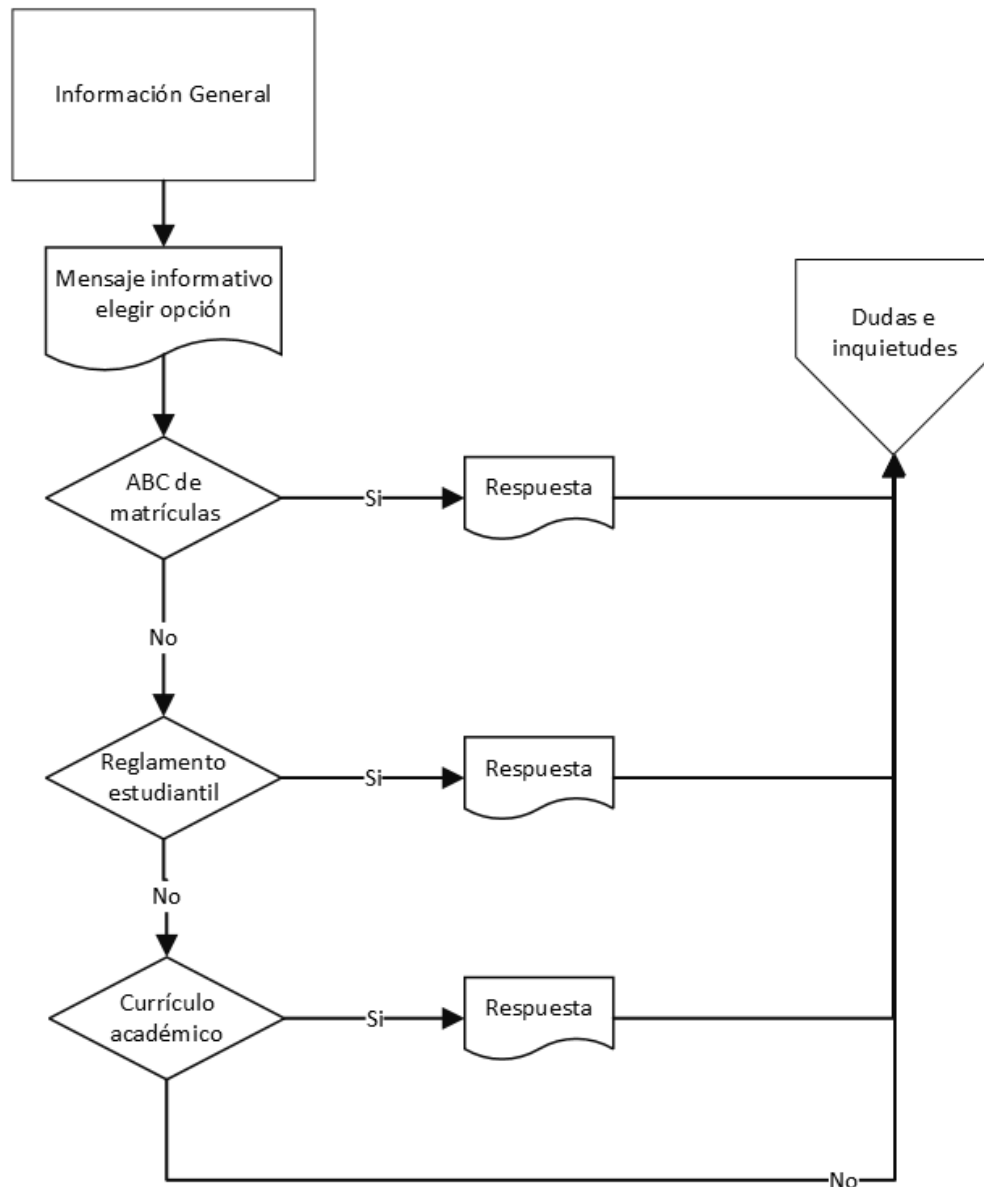 Información General
Mensaje informativo
elegir opción
Dudas e
inquietudes
ABC de
matrículas
Si
Respuesta
No
Reglamento
estudiantil
Si
Respuesta
No
Currículo
académico
Si
Respuesta
No